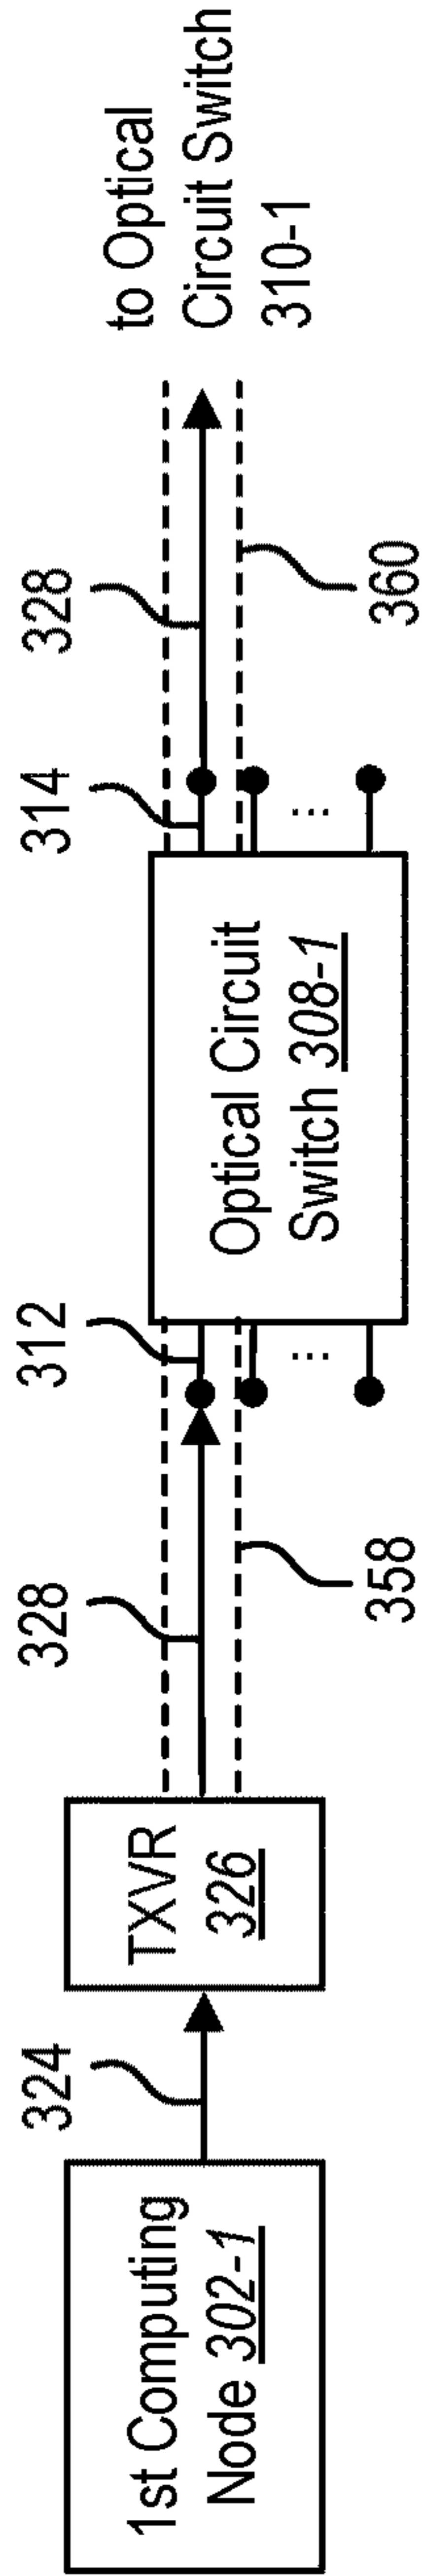 1st Computing
Node 302-1
324
TXVR
326
328
358
312
Optical Circuit
Switch 308-1
...
...
314
328
360
to Optical
Circuit Switch
310-1